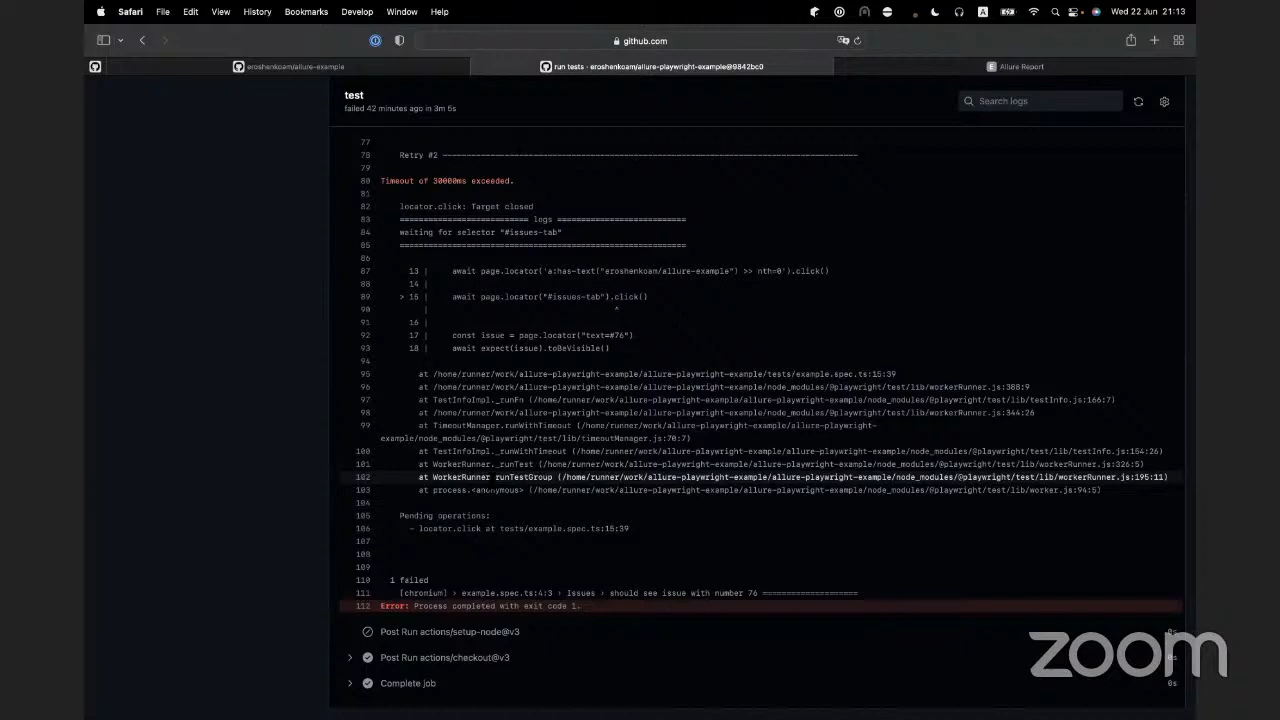 Safari File Edit View History Bookmarks Develop Window Help A Wed 22 Jun 21:13
github.com
eroshenkoam/allure-example
run tests · eroshenkoam/allure-playwright-example@9842bc0
E Allure Report
test
failed 42 minutes ago in 3m 5s
Search logs
77
78 Retry #2 ----------------------------------------------------------------------------------------
79
80 Timeout of 30000ms exceeded.
81
82 locator.click: Target closed
83 =========================== logs ===========================
84 waiting for selector "#issues-tab"
85 ============================================================
86
87 13 | await page.locator('a:has-text("eroshenkoam/allure-example") >> nth=0').click()
88 14 |
89 > 15 | await page.locator("#issues-tab").click()
90 | ^
91 16 |
92 17 | const issue = page.locator("text=#76")
93 18 | await expect(issue).toBeVisible()
94
95 at /home/runner/work/allure-playwright-example/allure-playwright-example/tests/example.spec.ts:15:39
96 at /home/runner/work/allure-playwright-example/allure-playwright-example/node_modules/@playwright/test/lib/workerRunner.js:388:9
97 at TestInfoImpl._runFn (/home/runner/work/allure-playwright-example/allure-playwright-example/node_modules/@playwright/test/lib/testInfo.js:166:7)
98 at /home/runner/work/allure-playwright-example/allure-playwright-example/node_modules/@playwright/test/lib/workerRunner.js:344:26
99 at TimeoutManager.runWithTimeout (/home/runner/work/allure-playwright-example/allure-playwright-
example/node_modules/@playwright/test/lib/timeoutManager.js:70:7)
100 at TestInfoImpl._runWithTimeout (/home/runner/work/allure-playwright-example/allure-playwright-example/node_modules/@playwright/test/lib/testInfo.js:154:26)
101 at WorkerRunner._runTest (/home/runner/work/allure-playwright-example/allure-playwright-example/node_modules/@playwright/test/lib/workerRunner.js:326:5)
102 at WorkerRunner runTestGroup (/home/runner/work/allure-playwright-example/allure-playwright-example/node_modules/@playwright/test/lib/workerRunner.js:195:11)
103 at process.<anonymous> (/home/runner/work/allure-playwright-example/allure-playwright-example/node_modules/@playwright/test/lib/worker.js:94:5)
104
105 Pending operations:
106 - locator.click at tests/example.spec.ts:15:39
107
108
109
110 1 failed
111 [chromium] › example.spec.ts:4:3 › Issues › should see issue with number 76 ====================
112 Error: Process completed with exit code 1.
Post Run actions/setup-node@v3 0s
Post Run actions/checkout@v3 0s
Complete job 0s
zoom